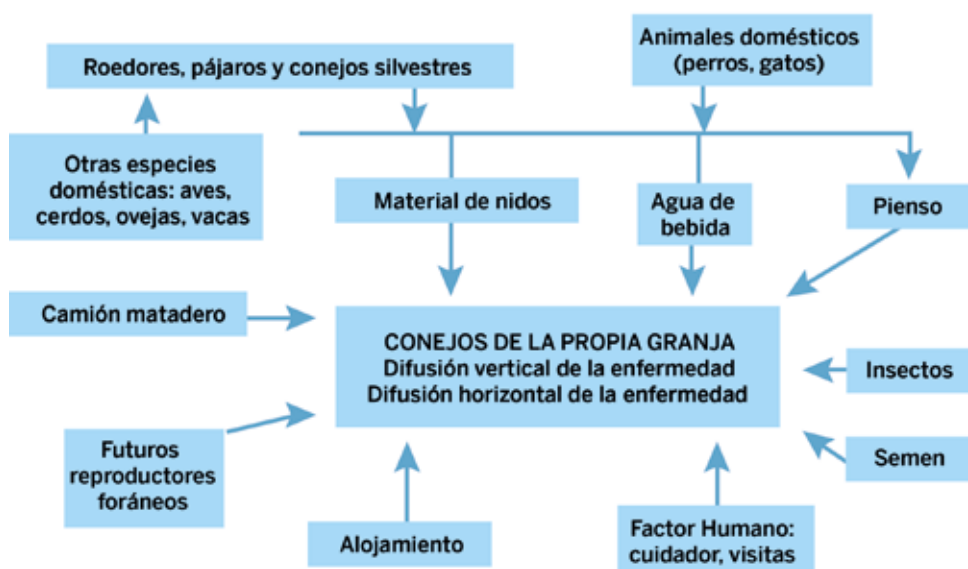 Roedores, pájaros y conejos silvestres
Animales domésticos
(perros, gatos)
Otras especies
domésticas: aves,
cerdos, ovejas, vacas
Material de nidos
Agua de
bebida
Pienso
Camión matadero
CONEJOS DE LA PROPIA GRANJA
Difusión vertical de la enfermedad
Difusión horizontal de la enfermedad
Insectos
Futuros
reproductores
foráneos
Semen
Alojamiento
Factor Humano:
cuidador, visitas